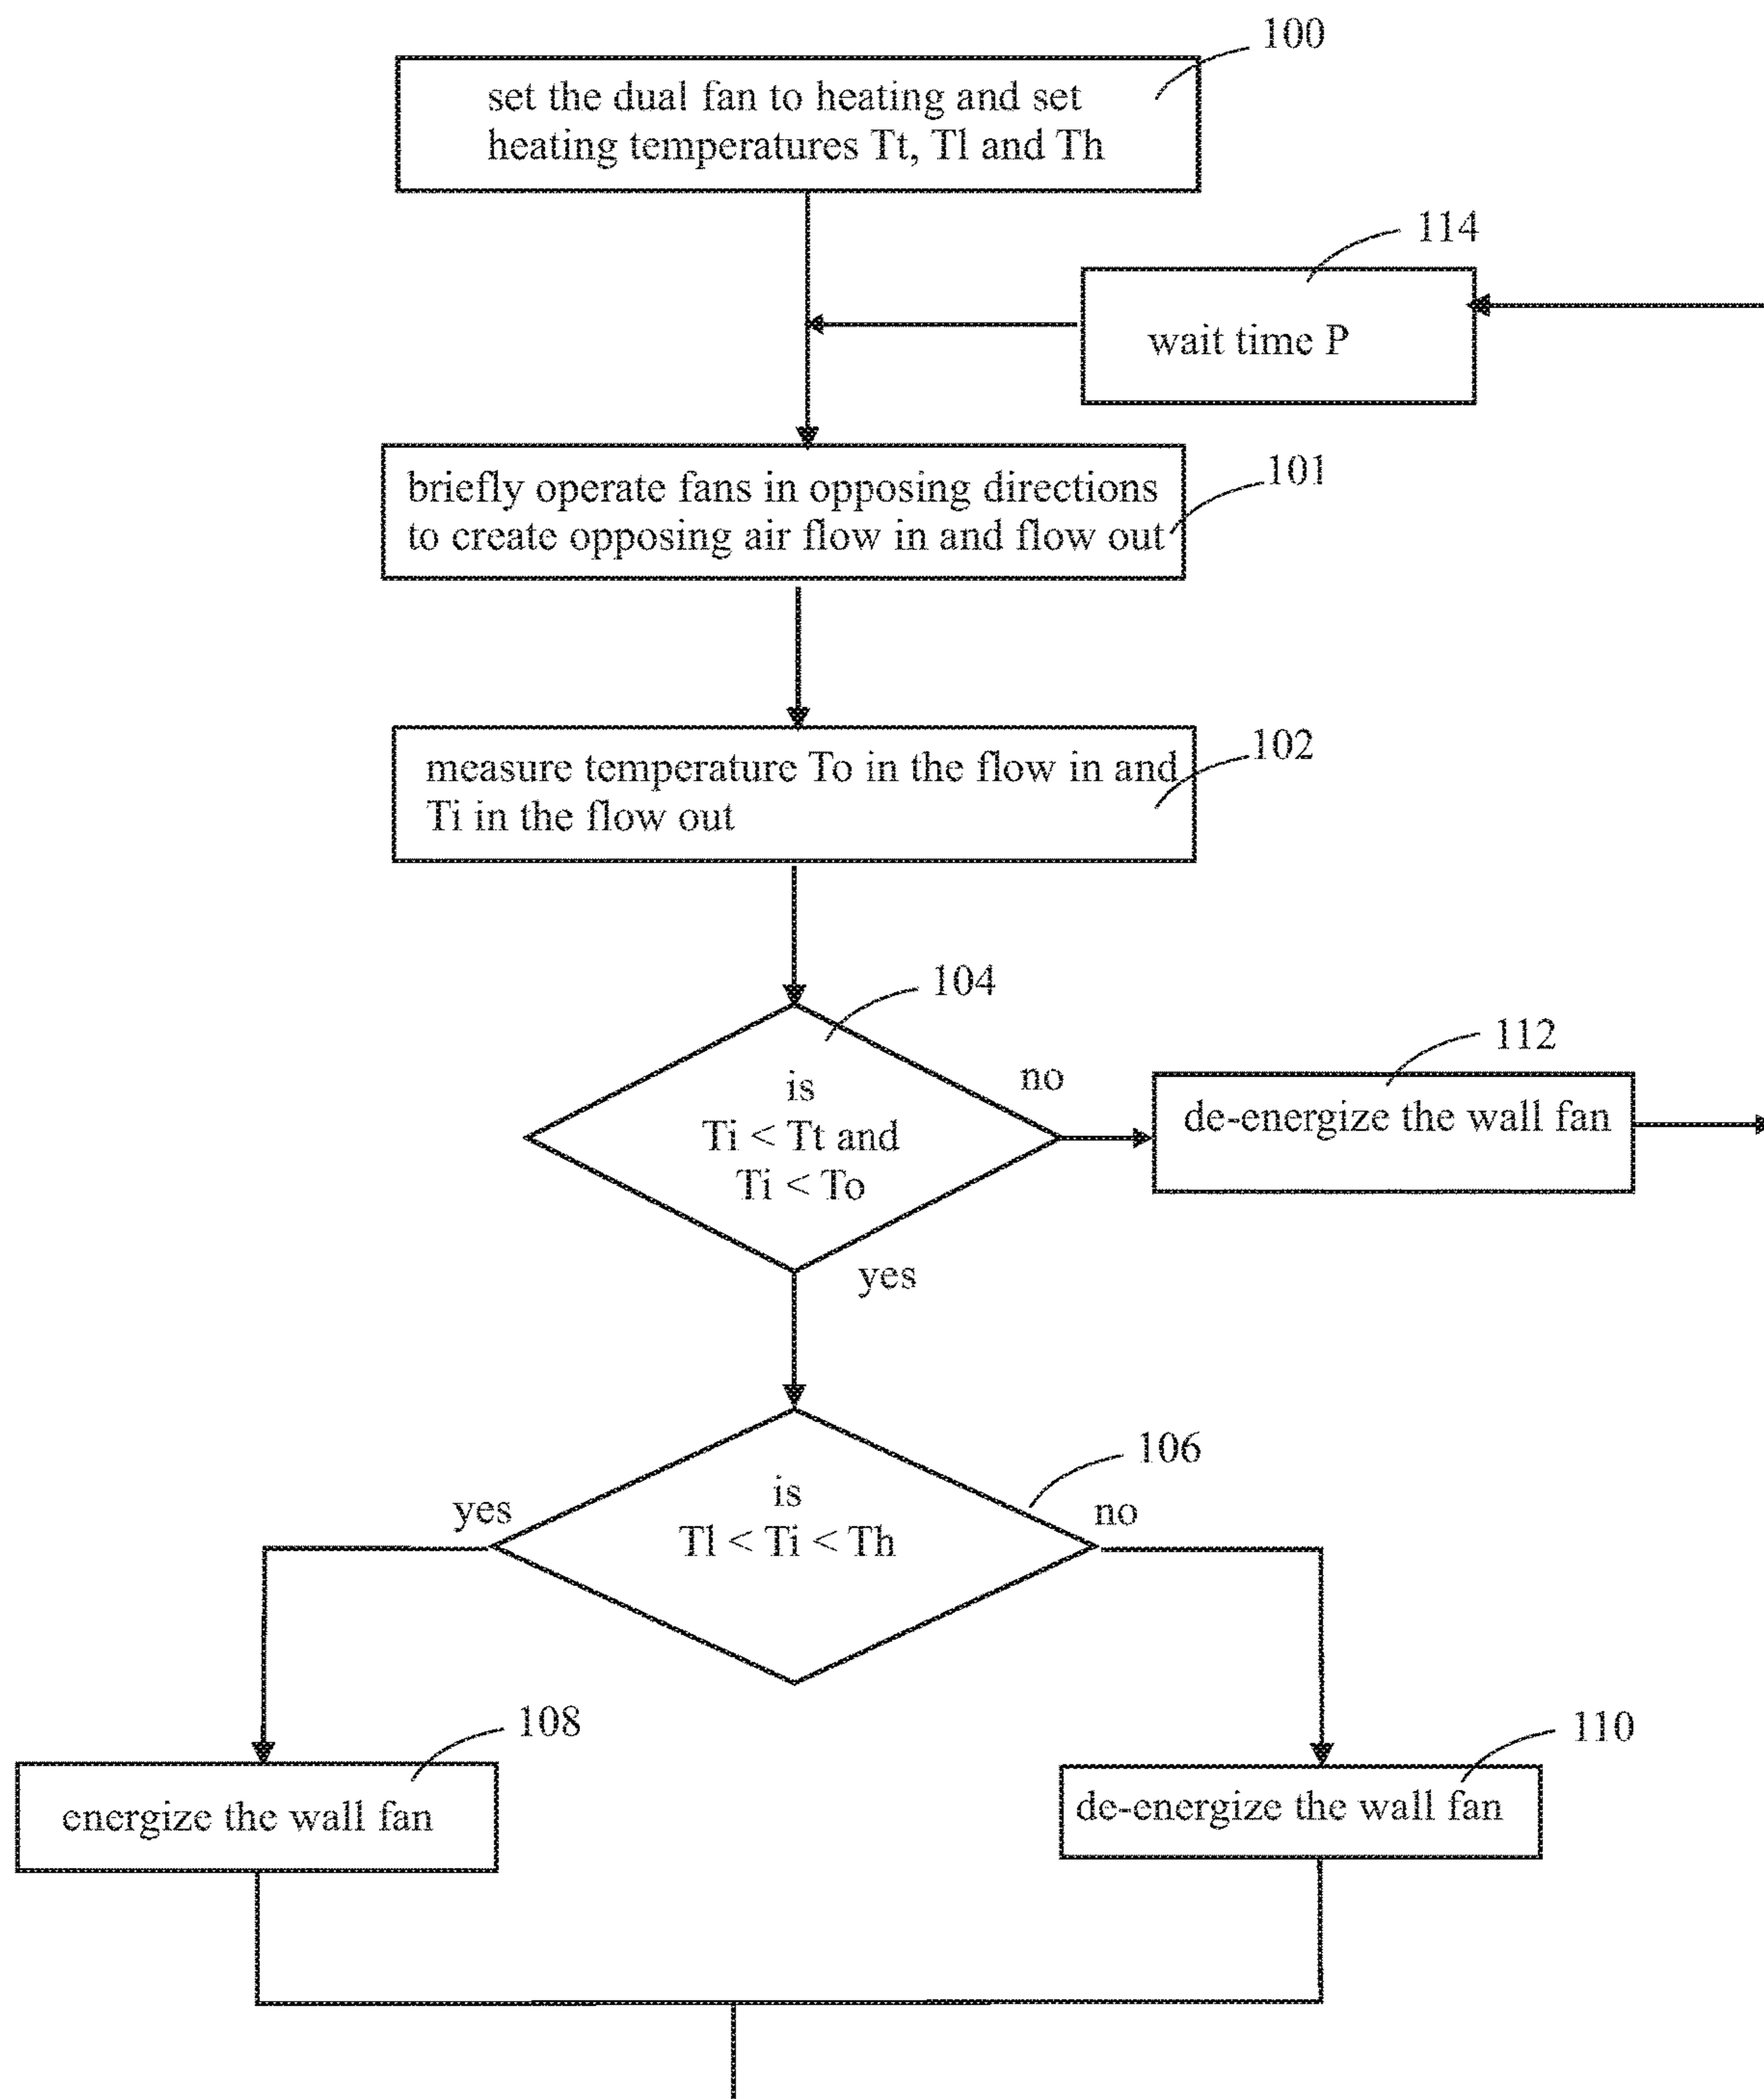 100
set the dual fan to heating and set
heating temperatures Tt, Tl and Th
114
wait time P
101
briefly operate fans in opposing directions
to create opposing air flow in and flow out
102
measure temperature To in the flow in and
Ti in the flow out
104
is
Ti < Tt and
Ti < To
no
112
de-energize the wall fan
yes
106
is
Tl < Ti < Th
yes
no
108
energize the wall fan
110
de-energize the wall fan